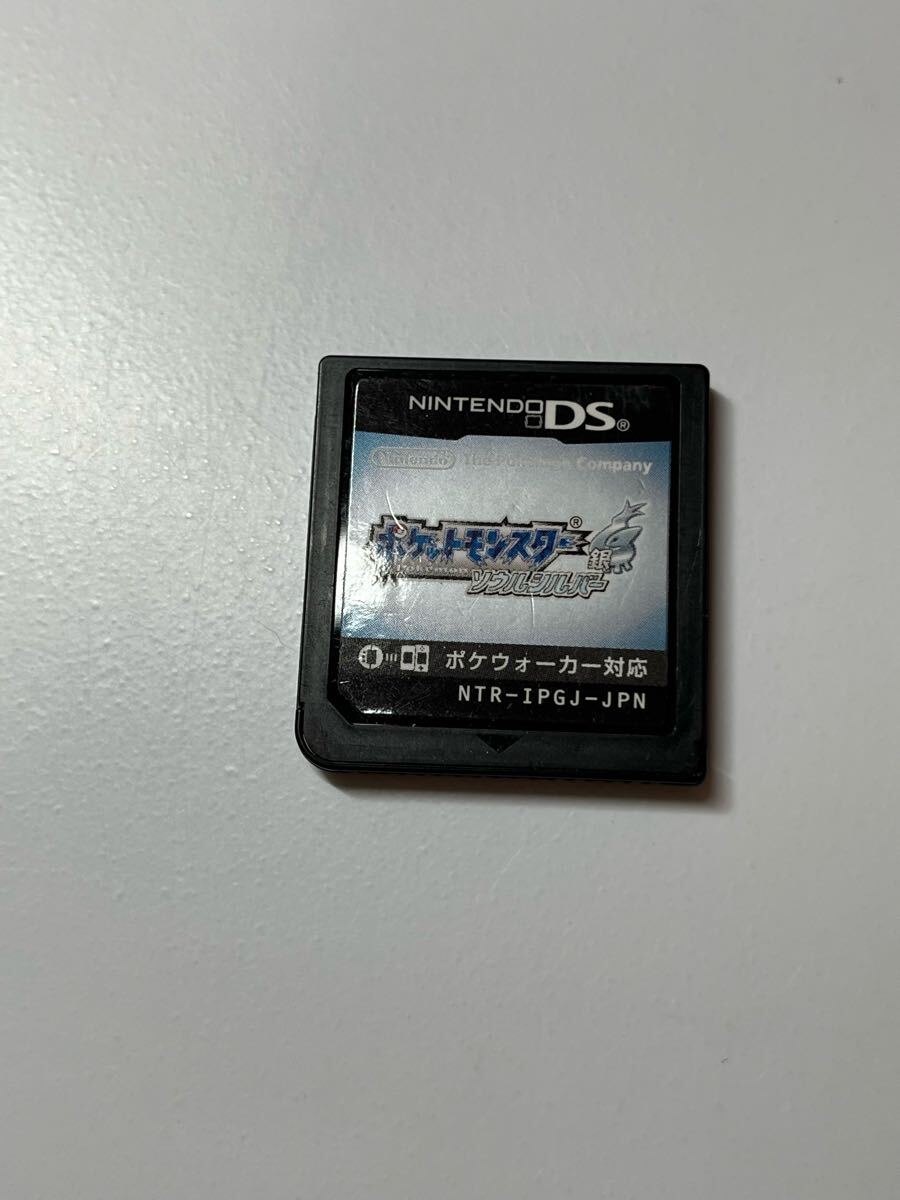 NINTENDO DS®
Nintendo The Pokémon Company
ポケットモンスター®
銀
ソウルシルバー
ポケウォーカー対応
NTR-IPGJ-JPN